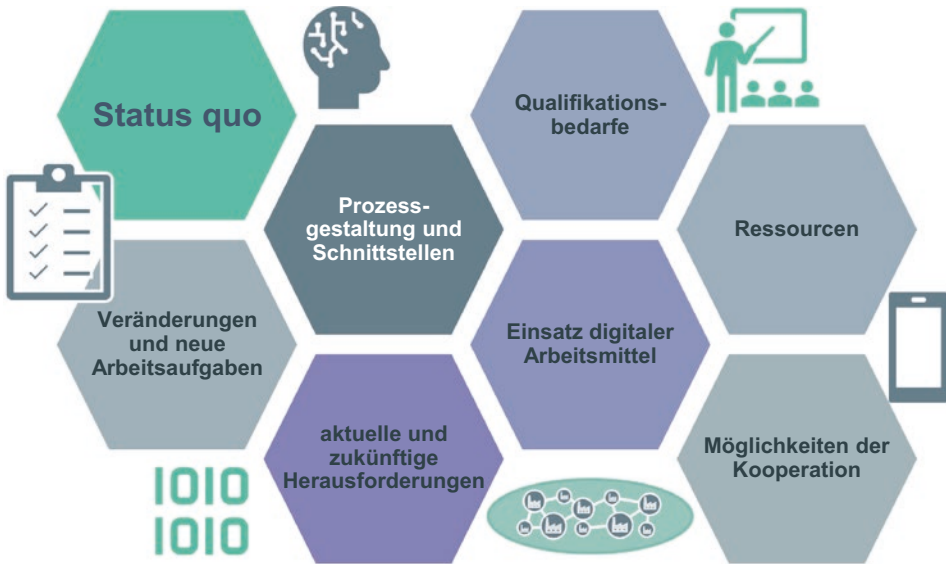 Status quo
Qualifikations-
bedarfe
Prozess-
gestaltung und
Schnittstellen
Ressourcen
Veränderungen
und neue
Arbeitsaufgaben
Einsatz digitaler
Arbeitsmittel
aktuelle und
zukünftige
Herausforderungen
Möglichkeiten der
Kooperation
1010
1010